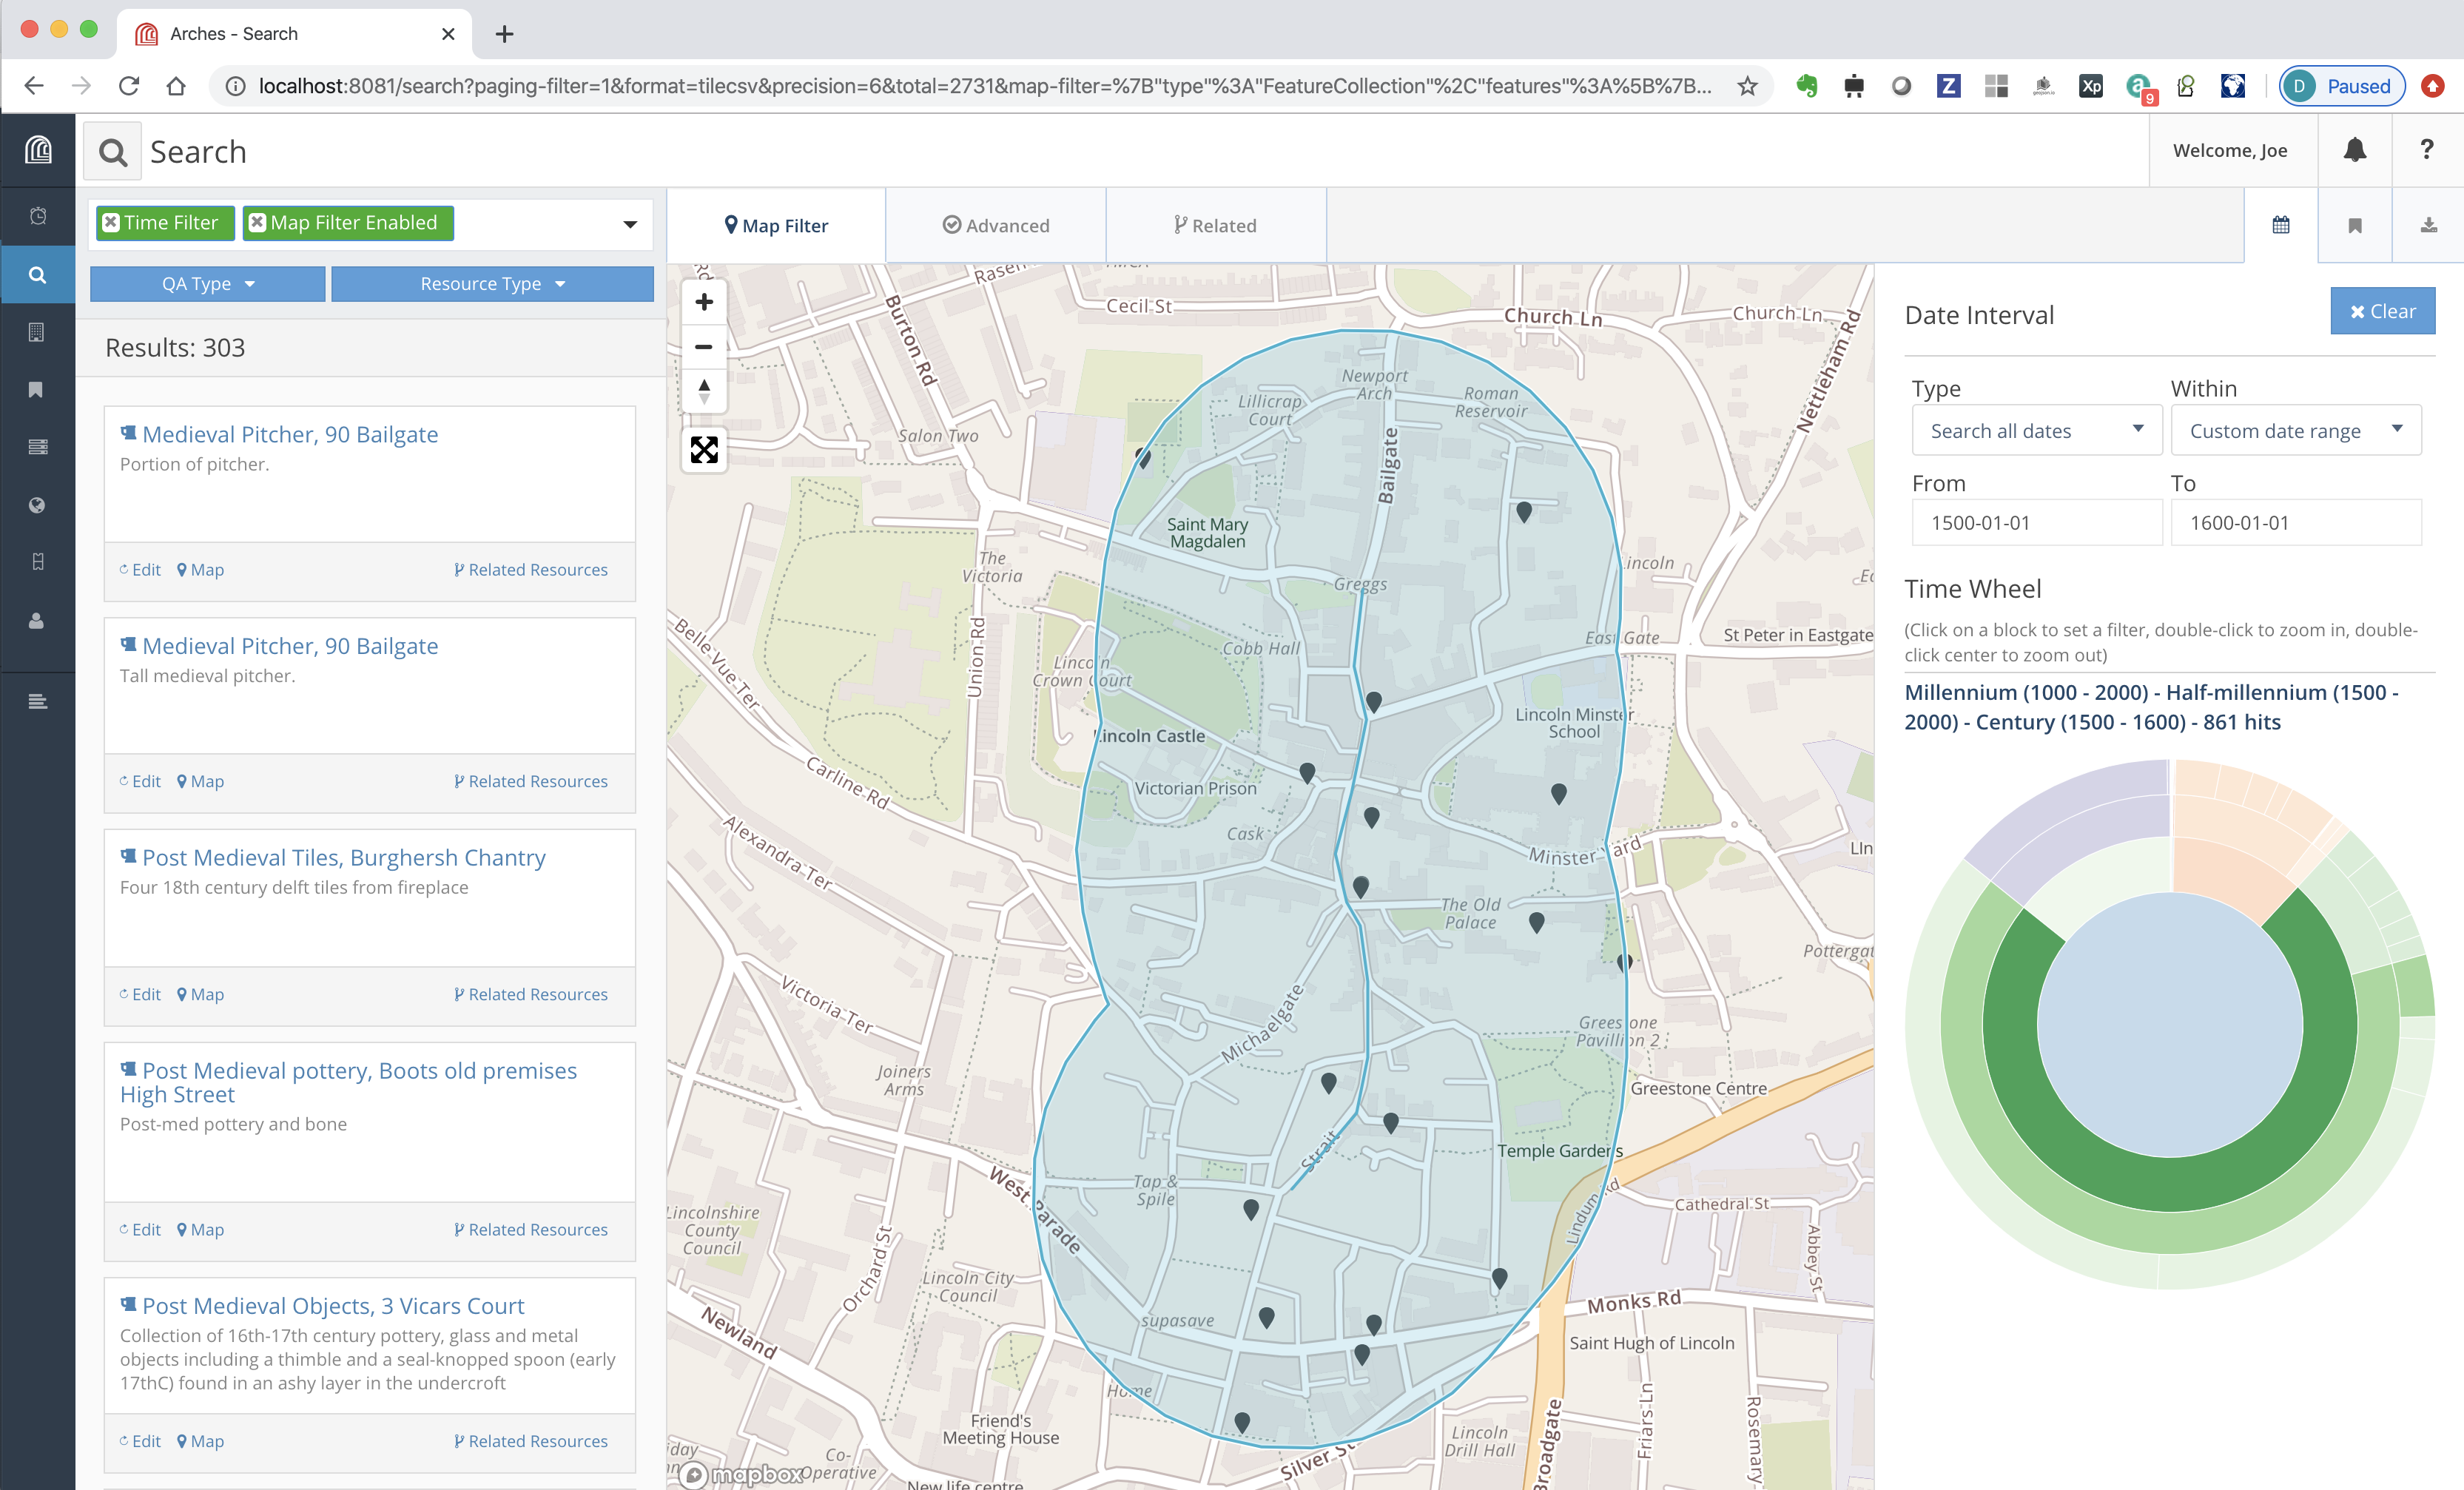 Arches - Search
localhost:8081/search?paging-filter=1&format=tilecsv&precision=6&total=2731&map-filter=%7B"type"%3A"FeatureCollection"%2C"features"%3A%5B%7B...
Z
Xp
a
9
D
Paused
Search
Welcome, Joe
?
Time Filter
Map Filter Enabled
QA Type
Resource Type
Results: 303
Medieval Pitcher, 90 Bailgate
Portion of pitcher.
Edit Map Related Resources
Medieval Pitcher, 90 Bailgate
Tall medieval pitcher.
Edit Map Related Resources
Post Medieval Tiles, Burghersh Chantry
Four 18th century delft tiles from fireplace
Edit Map Related Resources
Post Medieval pottery, Boots old premises
High Street
Post-med pottery and bone
Edit Map Related Resources
Post Medieval Objects, 3 Vicars Court
Collection of 16th-17th century pottery, glass and metal
objects including a thimble and a seal-knopped spoon (early
17thC) found in an ashy layer in the undercroft
Edit Map Related Resources
Map Filter
Advanced
Related
+
−
Rd
Rasen
Cecil St
Church Ln
Church Ln
Burton Rd
Nettleham Rd
Newport
Arch
Roman
Reservoir
Lillicrap
Court
Salon Two
Bailgate
Saint Mary
Magdalen
The
Victoria
Lincoln
Greggs
Union Rd
Belle Vue Ter
East Gate
St Peter in Eastgate
Cobb Hall
Lincoln
Crown Court
Lincoln Minster
School
Lincoln Castle
Carline Rd
Victorian Prison
Cask
Alexandra Ter
Minster Yard
Lin
The Old
Palace
Pottergat
Victoria Ter
Michaelgate
Greestone
Pavillion 2
Joiners
Arms
Greestone Centre
Strait
Temple Gardens
West Parade
Tap &
Spile
Lindum Rd
Cathedral St
Lincolnshire
County
Council
Abbey St
Orchard St
Lincoln City
Council
Monks Rd
supasave
Newland
Saint Hugh of Lincoln
Home
Friars Ln
Rosemary
Friend's
Meeting House
Broadgate
Lincoln
Drill Hall
Silver St
Co-
Operative
mapbox
New life centre
Date Interval
Clear
Type
Within
Search all dates
Custom date range
From
To
1500-01-01
1600-01-01
Time Wheel
(Click on a block to set a filter, double-click to zoom in, double-
click center to zoom out)
Millennium (1000 - 2000) - Half-millennium (1500 -
2000) - Century (1500 - 1600) - 861 hits